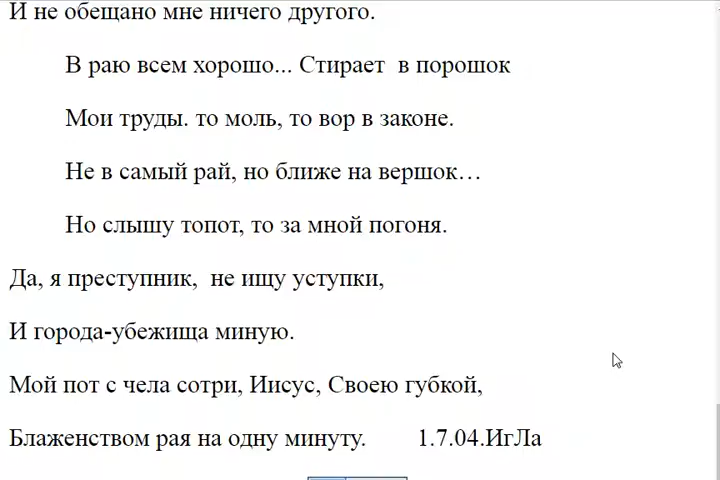 И не обещано мне ничего другого.
В раю всем хорошо... Стирает в порошок
Мои труды. то моль, то вор в законе.
Не в самый рай, но ближе на вершок…
Но слышу топот, то за мной погоня.
Да, я преступник, не ищу уступки,
И города-убежища миную.
Мой пот с чела сотри, Иисус, Своею губкой,
Блаженством рая на одну минуту. 1.7.04.ИгЛа